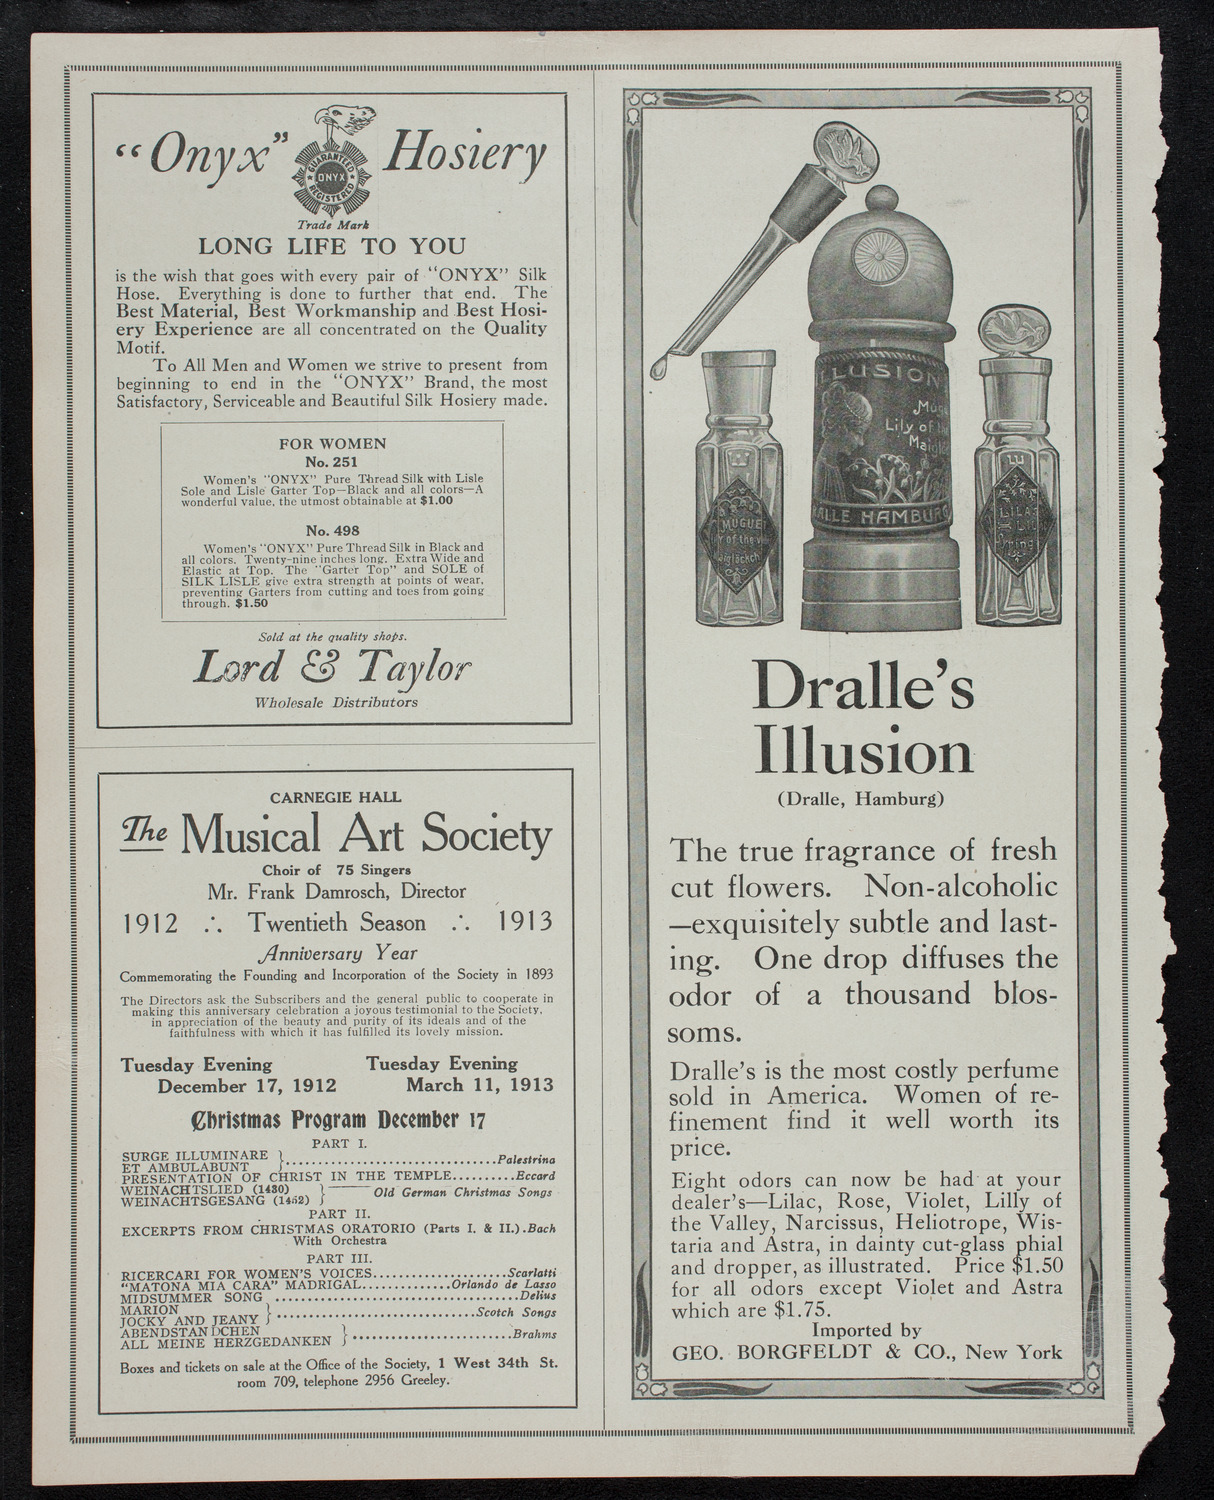 "Onyx" Hosiery
GUARANTEED
ONYX
REGISTERED
Trade Mark
LONG LIFE TO YOU
is the wish that goes with every pair of "ONYX" Silk
Hose. Everything is done to further that end. The
Best Material, Best Workmanship and Best Hosi-
ery Experience are all concentrated on the Quality
Motif.
To All Men and Women we strive to present from
beginning to end in the "ONYX" Brand, the most
Satisfactory, Serviceable and Beautiful Silk Hosiery made.
FOR WOMEN
No. 251
Women's "ONYX" Pure Thread Silk with Lisle
Sole and Lisle Garter Top—Black and all colors—A
wonderful value, the utmost obtainable at $1.00
No. 498
Women's "ONYX" Pure Thread Silk in Black and
all colors. Twenty-nine inches long. Extra Wide and
Elastic at Top. The "Garter Top" and SOLE of
SILK LISLE give extra strength at points of wear,
preventing Garters from cutting and toes from going
through. $1.50
Sold at the quality shops.
Lord & Taylor
Wholesale Distributors
CARNEGIE HALL
The Musical Art Society
Choir of 75 Singers
Mr. Frank Damrosch, Director
1912 ∴ Twentieth Season ∴ 1913
Anniversary Year
Commemorating the Founding and Incorporation of the Society in 1893
The Directors ask the Subscribers and the general public to cooperate in
making this anniversary celebration a joyous testimonial to the Society,
in appreciation of the beauty and purity of its ideals and of the
faithfulness with which it has fulfilled its lovely mission.
Tuesday Evening Tuesday Evening
December 17, 1912 March 11, 1913
Christmas Program December 17
PART I.
SURGE ILLUMINARE
ET AMBULABUNT }..............................Palestrina
PRESENTATION OF CHRIST IN THE TEMPLE..........Eccard
WEINACHTSLIED (1430)
WEINACHTSGESANG (1452) } Old German Christmas Songs
PART II.
EXCERPTS FROM CHRISTMAS ORATORIO (Parts I. & II.).Bach
With Orchestra
PART III.
RICERCARI FOR WOMEN'S VOICES....................Scarlatti
"MATONA MIA CARA" MADRIGAL.............Orlando de Lasso
MIDSUMMER SONG ....................................Delius
MARION
JOCKY AND JEANY }.............................Scotch Songs
ABENDSTANDCHEN
ALL MEINE HERZGEDANKEN }.......................Brahms
Boxes and tickets on sale at the Office of the Society, 1 West 34th St.
room 709, telephone 2956 Greeley.
ILLUSION
Lily of the
DRALLE HAMBURG
MUGUET
LILAS
Dralle's
Illusion
(Dralle, Hamburg)
The true fragrance of fresh
cut flowers. Non-alcoholic
—exquisitely subtle and last-
ing. One drop diffuses the
odor of a thousand blos-
soms.
Dralle's is the most costly perfume
sold in America. Women of re-
finement find it well worth its
price.
Eight odors can now be had at your
dealer's—Lilac, Rose, Violet, Lilly of
the Valley, Narcissus, Heliotrope, Wis-
taria and Astra, in dainty cut-glass phial
and dropper, as illustrated. Price $1.50
for all odors except Violet and Astra
which are $1.75.
Imported by
GEO. BORGFELDT & CO., New York